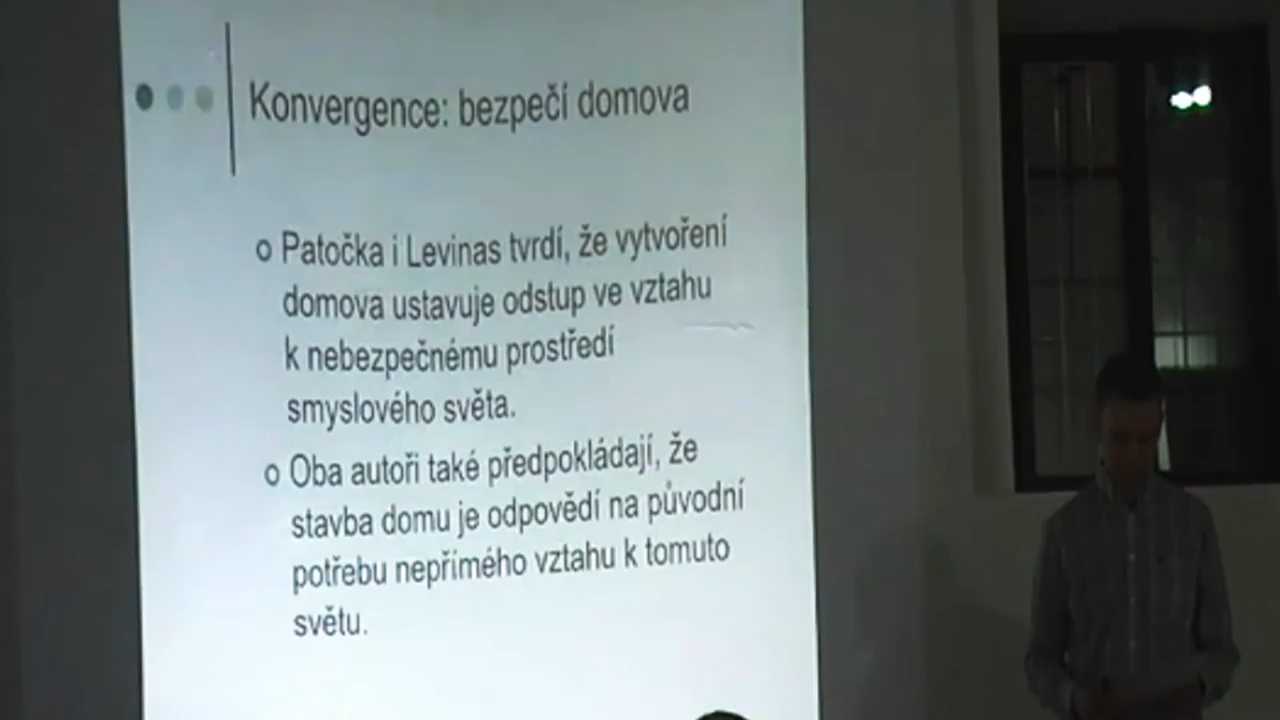 Konvergence: bezpečí domova
o Patočka i Levinas tvrdí, že vytvoření
domova ustavuje odstup ve vztahu
k nebezpečnému prostředí
smyslového světa.
o Oba autoři také předpokládají, že
stavba domu je odpovědí na původní
potřebu nepřímého vztahu k tomuto
světu.